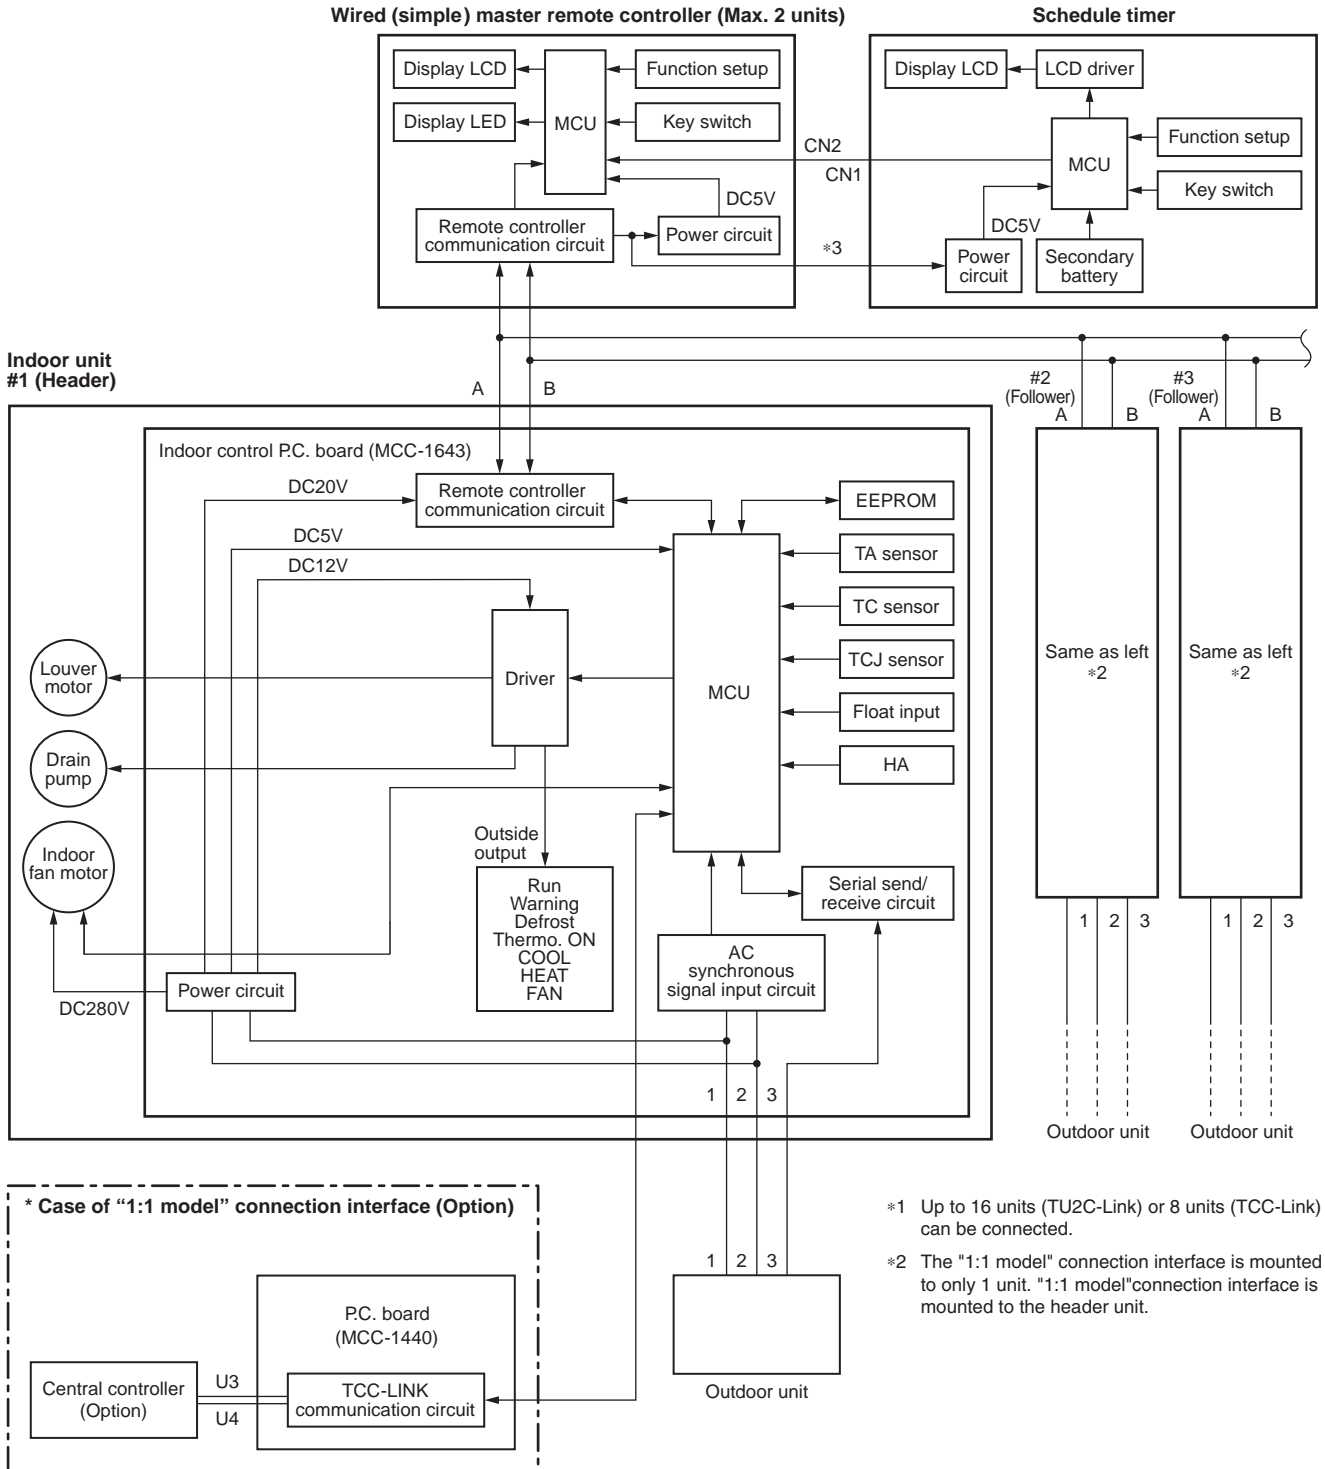 Wired (simple) master remote controller (Max. 2 units)
Schedule timer
Display LCD
Function setup
Display LED
MCU
Key switch
Display LCD
LCD driver
Function setup
MCU
Key switch
CN2
CN1
DC5V
DC5V
Remote controller
communication circuit
Power circuit
∗3
Power
circuit
Secondary
battery
Indoor unit
#1 (Header)
A
B
#2
(Follower)
A
B
#3
(Follower)
A
B
Indoor control P.C. board (MCC-1643)
DC20V
Remote controller
communication circuit
DC5V
DC12V
EEPROM
TA sensor
TC sensor
TCJ sensor
Float input
HA
MCU
Driver
Louver
motor
Drain
pump
Indoor
fan motor
Outside
output
Run
Warning
Defrost
Thermo. ON
COOL
HEAT
FAN
Serial send/
receive circuit
AC
synchronous
signal input circuit
Power circuit
DC280V
1
2
3
Same as left
∗2
Same as left
∗2
1
2
3
1
2
3
Outdoor unit
Outdoor unit
* Case of “1:1 model” connection interface (Option)
P.C. board
(MCC-1440)
Central controller
(Option)
U3
U4
TCC-LINK
communication circuit
1
2
3
Outdoor unit
∗1 Up to 16 units (TU2C-Link) or 8 units (TCC-Link)
can be connected.
∗2 The "1:1 model" connection interface is mounted
to only 1 unit. "1:1 model"connection interface is
mounted to the header unit.